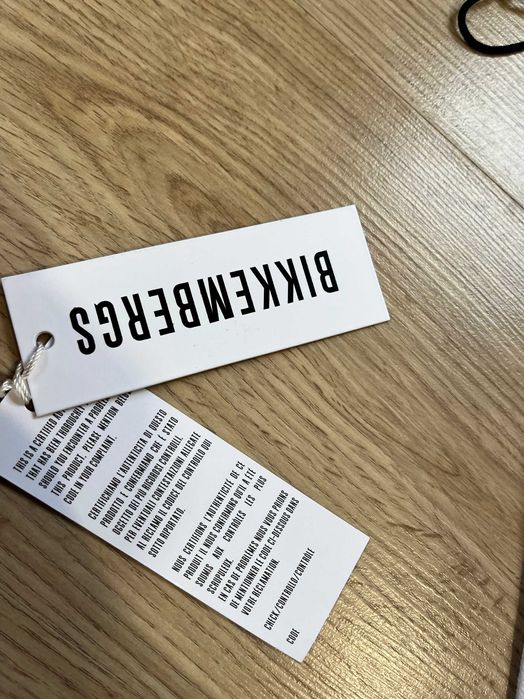 BIKKEMBERGS
THIS IS A CERTIFIED
THAT HAS BEEN THOROUGHLY
SHOULD YOU ENCOUNTER A PROBLEM
THIS PRODUCT, PLEASE MENTION
CODE IN YOUR COMPLAINT.
CERTIFICHIAMO L'AUTENTICITÀ DI QUESTO
PRODOTTO E CONFERMIAMO CHE È STATO
OGGETTO DEI PIÙ RIGOROSI CONTROLLI.
PER EVENTUALI CONTESTAZIONI ALLEGATE
AL RECLAMO IL CODICE DEL CONTROLLO QUI
SOTTO RIPORTATO.
NOUS CERTIFIONS L'AUTHENTICITÉ DE CE
PRODUIT ET NOUS CONFIRMONS QU'IL A ÉTÉ
SOUMIS AUX CONTRÔLES LES PLUS
SCRUPULEUX.
EN CAS DE PROBLÈMES NOUS VOUS PRIONS
DE MENTIONNER LE CODE CI-DESSOUS DANS
VOTRE RÉCLAMATION.
CHECK/CONTROLLO/CONTRÔLE
CODE